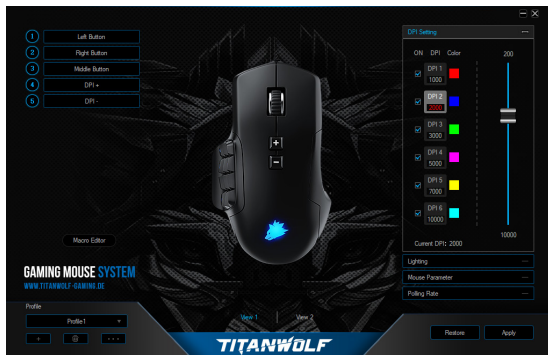 1 Left Button
2 Right Button
3 Middle Button
4 DPI +
5 DPI -
Macro Editor
GAMING MOUSE SYSTEM
WWW.TITANWOLF-GAMING.DE
Profile
Profile1
+
...
View 1 | View 2
TITANWOLF
DPI Setting
ON DPI Color 200
DPI 1
1000
DPI 2
2000
DPI 3
3000
DPI 4
5000
DPI 5
7000
DPI 6
10000
10000
Current DPI: 2000
Lighting
Mouse Parameter
Polling Rate
Restore Apply